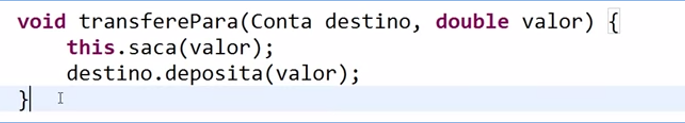 void transferePara(Conta destino, double valor) {
    this.saca(valor);
    destino.deposita(valor);
}